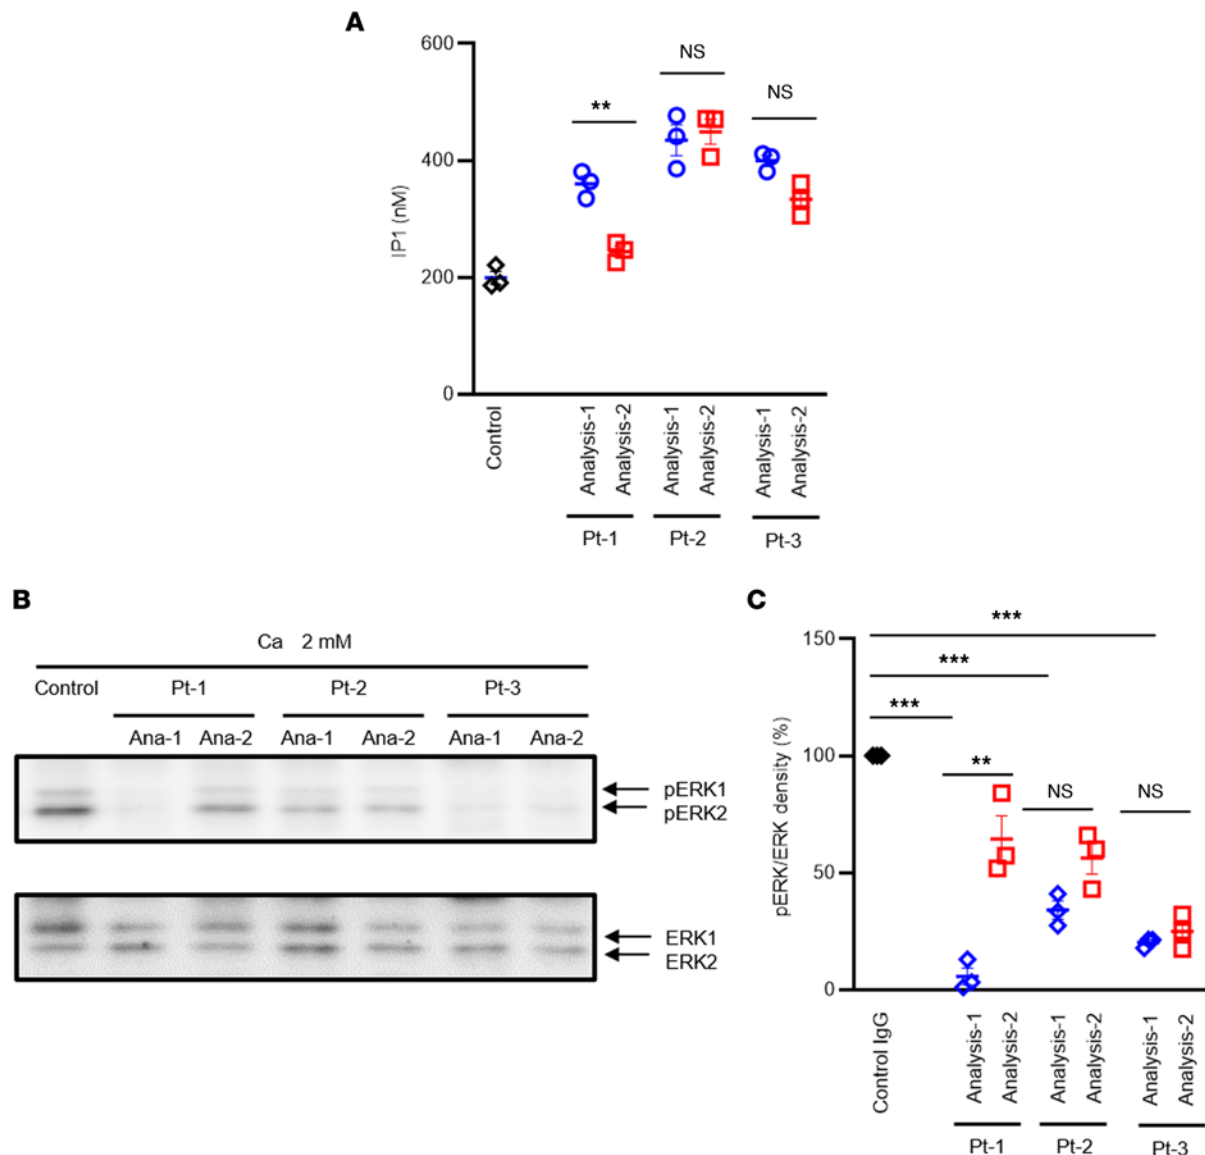 A
600
400
200
0
IP1 (nM)
**
NS
NS
Control
Analysis-1
Analysis-2
Analysis-1
Analysis-2
Analysis-1
Analysis-2
Pt-1
Pt-2
Pt-3
B
Ca 2 mM
Control Pt-1 Pt-2 Pt-3
Ana-1 Ana-2 Ana-1 Ana-2 Ana-1 Ana-2
pERK1
pERK2
ERK1
ERK2
C
150
100
50
0
pERK/ERK density (%)
***
***
***
**
NS
NS
Control IgG
Analysis-1
Analysis-2
Analysis-1
Analysis-2
Analysis-1
Analysis-2
Pt-1
Pt-2
Pt-3